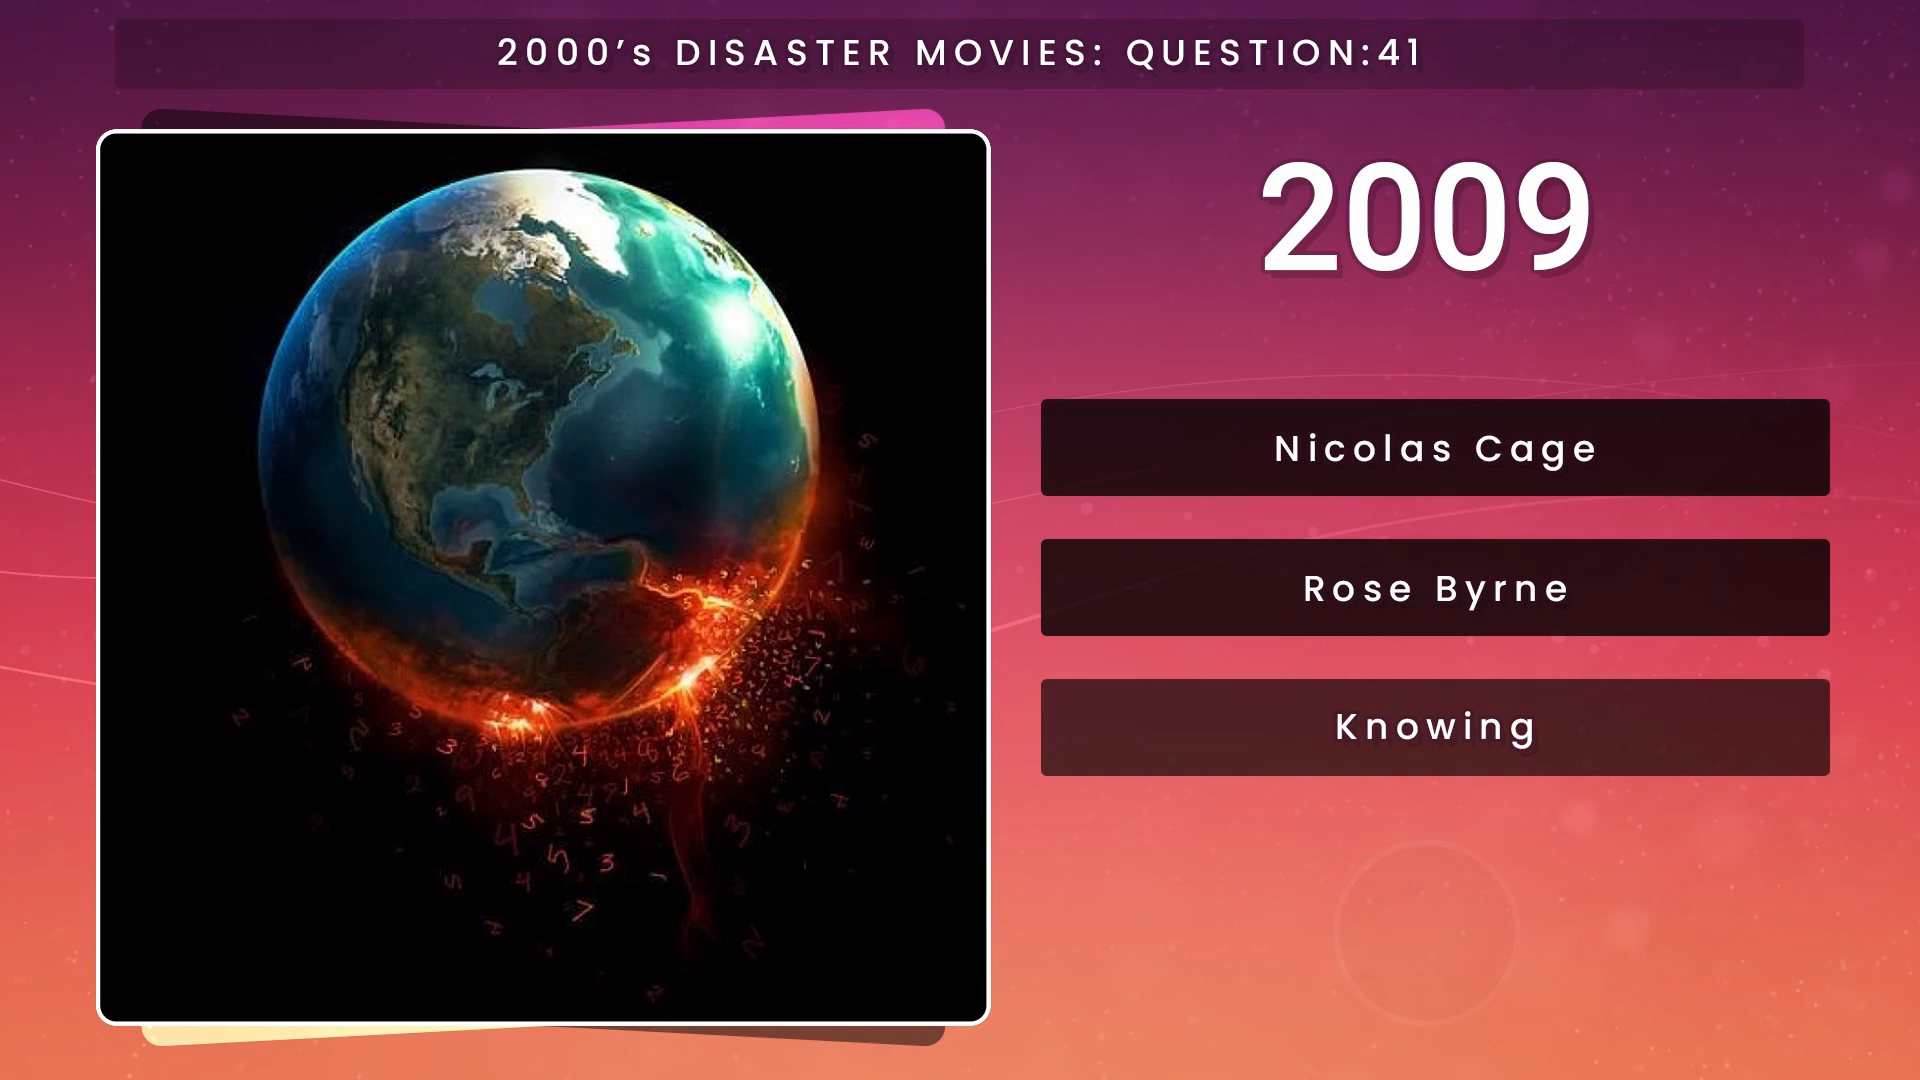 2000’s DISASTER MOVIES: QUESTION:41
2009
Nicolas Cage
Rose Byrne
Knowing